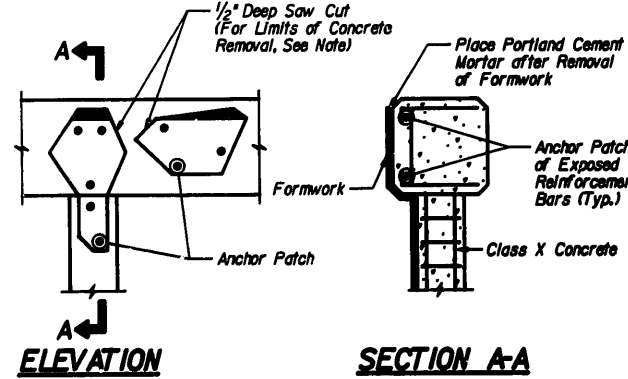 1/2" Deep Saw Cut
(For Limits of Concrete
Removal, See Note)
A
Anchor Patch
A
ELEVATION
Place Portland Cement
Mortar after Removal
of Formwork
Anchor Patch
of Exposed
Reinforcemen
Bars (Typ.)
Formwork
Class X Concrete
SECTION A-A